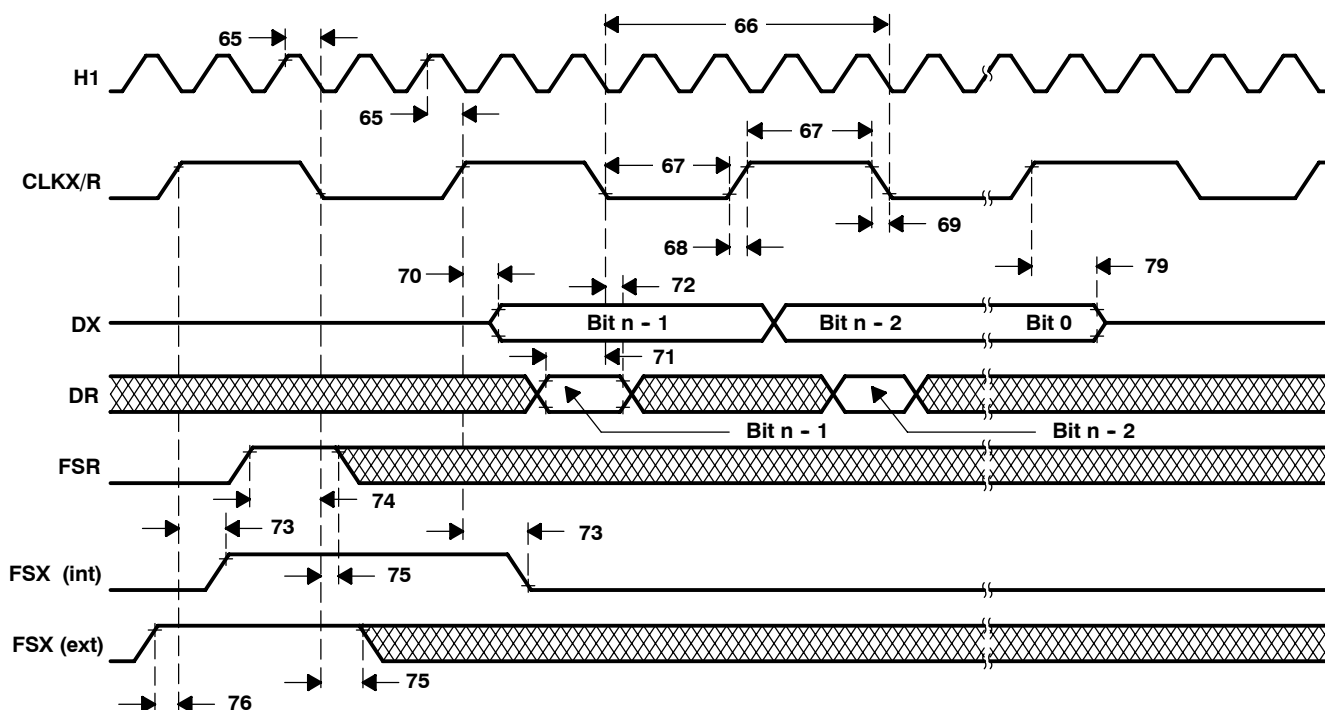 65
66
H1
65
67
67
CLKX/R
69
68
70
72
79
DX
Bit n - 1
Bit n - 2
Bit 0
71
DR
Bit n - 1
Bit n - 2
FSR
74
73
73
FSX (int)
75
FSX (ext)
75
76